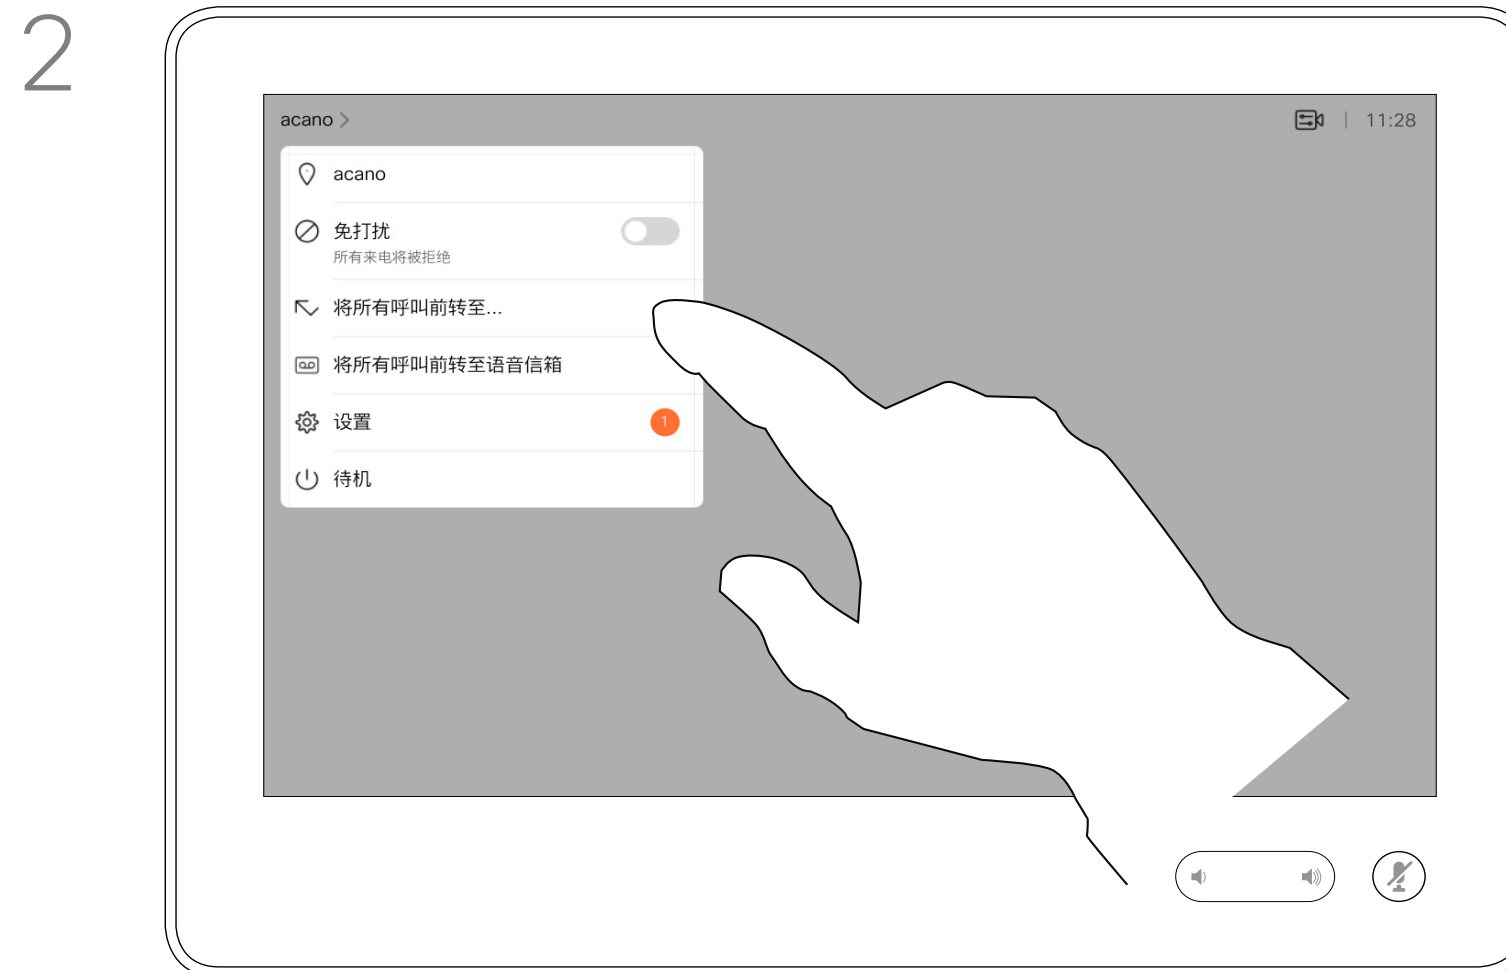 2
acano >
11:28
acano
免打扰
所有来电将被拒绝
将所有呼叫前转至...
将所有呼叫前转至语音信箱
设置
1
待机